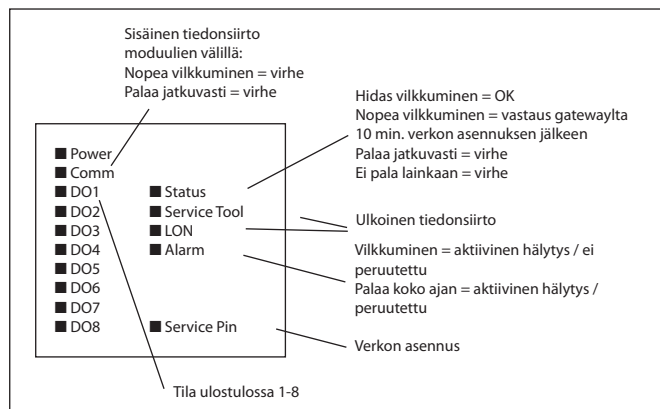 Sisäinen tiedonsiirto
moduulien välillä:
Nopea vilkkuminen = virhe
Palaa jatkuvasti = virhe
Hidas vilkkuminen = OK
Nopea vilkkuminen = vastaus gatewaylta
10 min. verkon asennuksen jälkeen
Palaa jatkuvasti = virhe
Ei pala lainkaan = virhe
Power
Comm
DO1
DO2
DO3
DO4
DO5
DO6
DO7
DO8
Status
Service Tool
LON
Alarm
Service Pin
Ulkoinen tiedonsiirto
Vilkkuminen = aktiivinen hälytys / ei
peruutettu
Palaa koko ajan = aktiivinen hälytys /
peruutettu
Verkon asennus
Tila ulostulossa 1-8